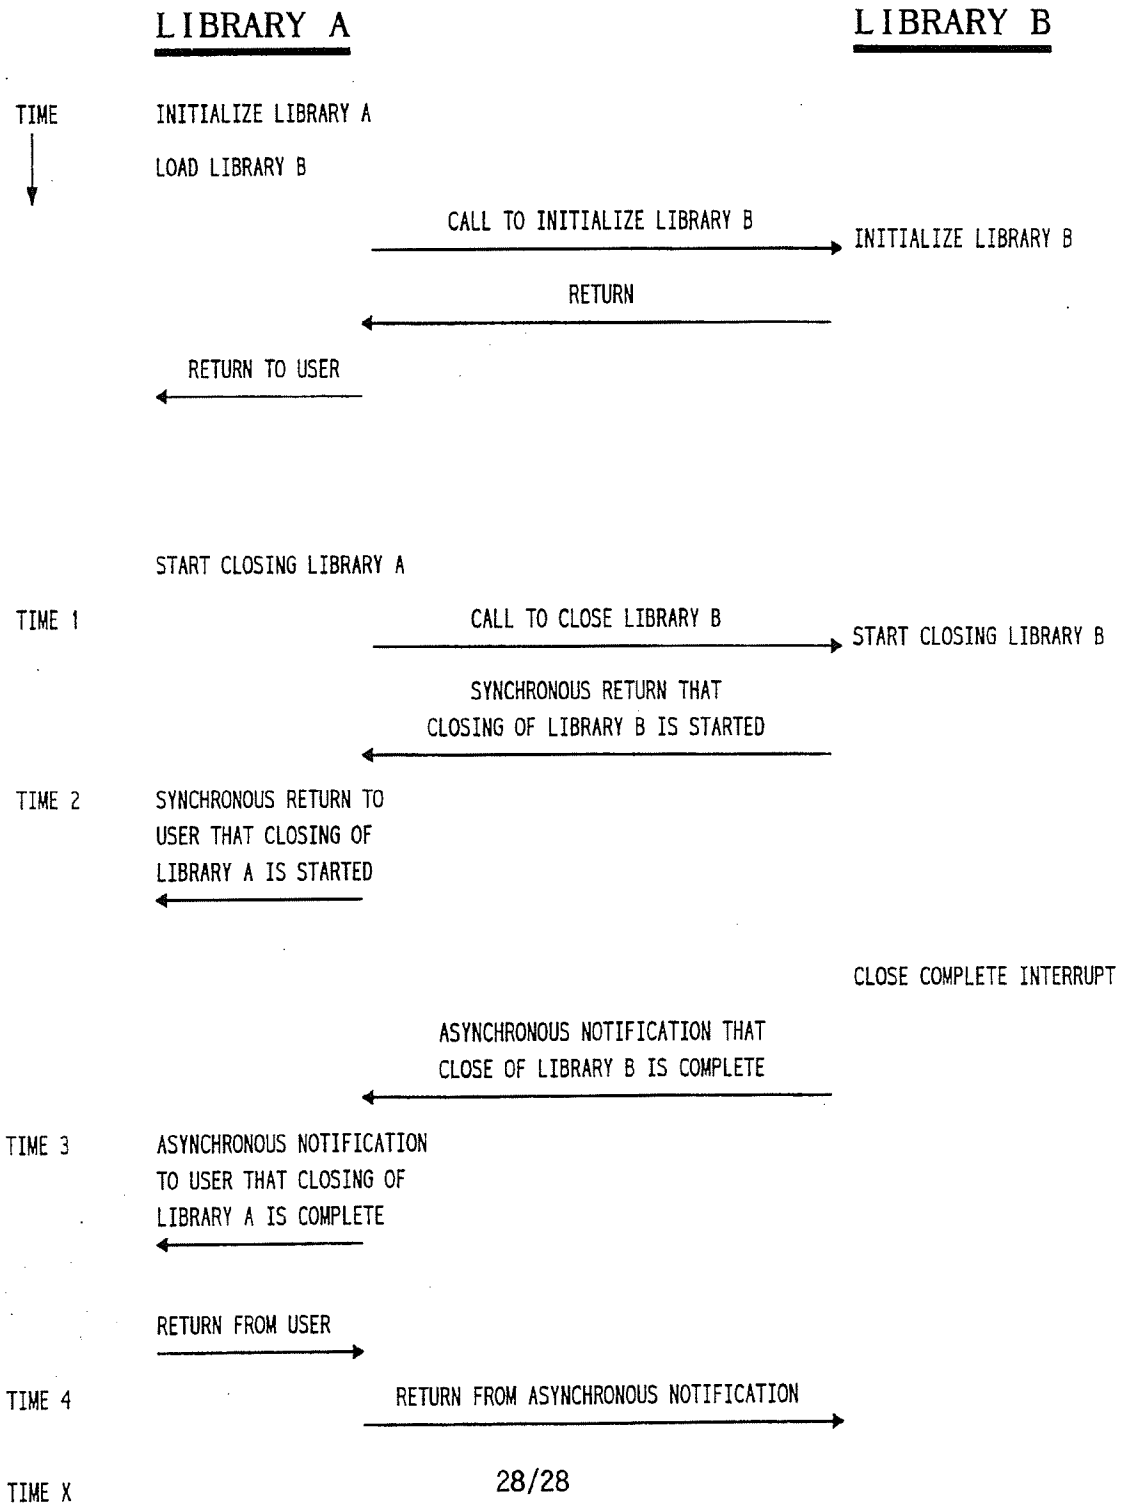 LIBRARY A
LIBRARY B
TIME
INITIALIZE LIBRARY A
LOAD LIBRARY B
CALL TO INITIALIZE LIBRARY B
INITIALIZE LIBRARY B
RETURN
RETURN TO USER
START CLOSING LIBRARY A
TIME 1
CALL TO CLOSE LIBRARY B
START CLOSING LIBRARY B
SYNCHRONOUS RETURN THAT
CLOSING OF LIBRARY B IS STARTED
TIME 2
SYNCHRONOUS RETURN TO
USER THAT CLOSING OF
LIBRARY A IS STARTED
CLOSE COMPLETE INTERRUPT
ASYNCHRONOUS NOTIFICATION THAT
CLOSE OF LIBRARY B IS COMPLETE
TIME 3
ASYNCHRONOUS NOTIFICATION
TO USER THAT CLOSING OF
LIBRARY A IS COMPLETE
RETURN FROM USER
TIME 4
RETURN FROM ASYNCHRONOUS NOTIFICATION
TIME X
28/28